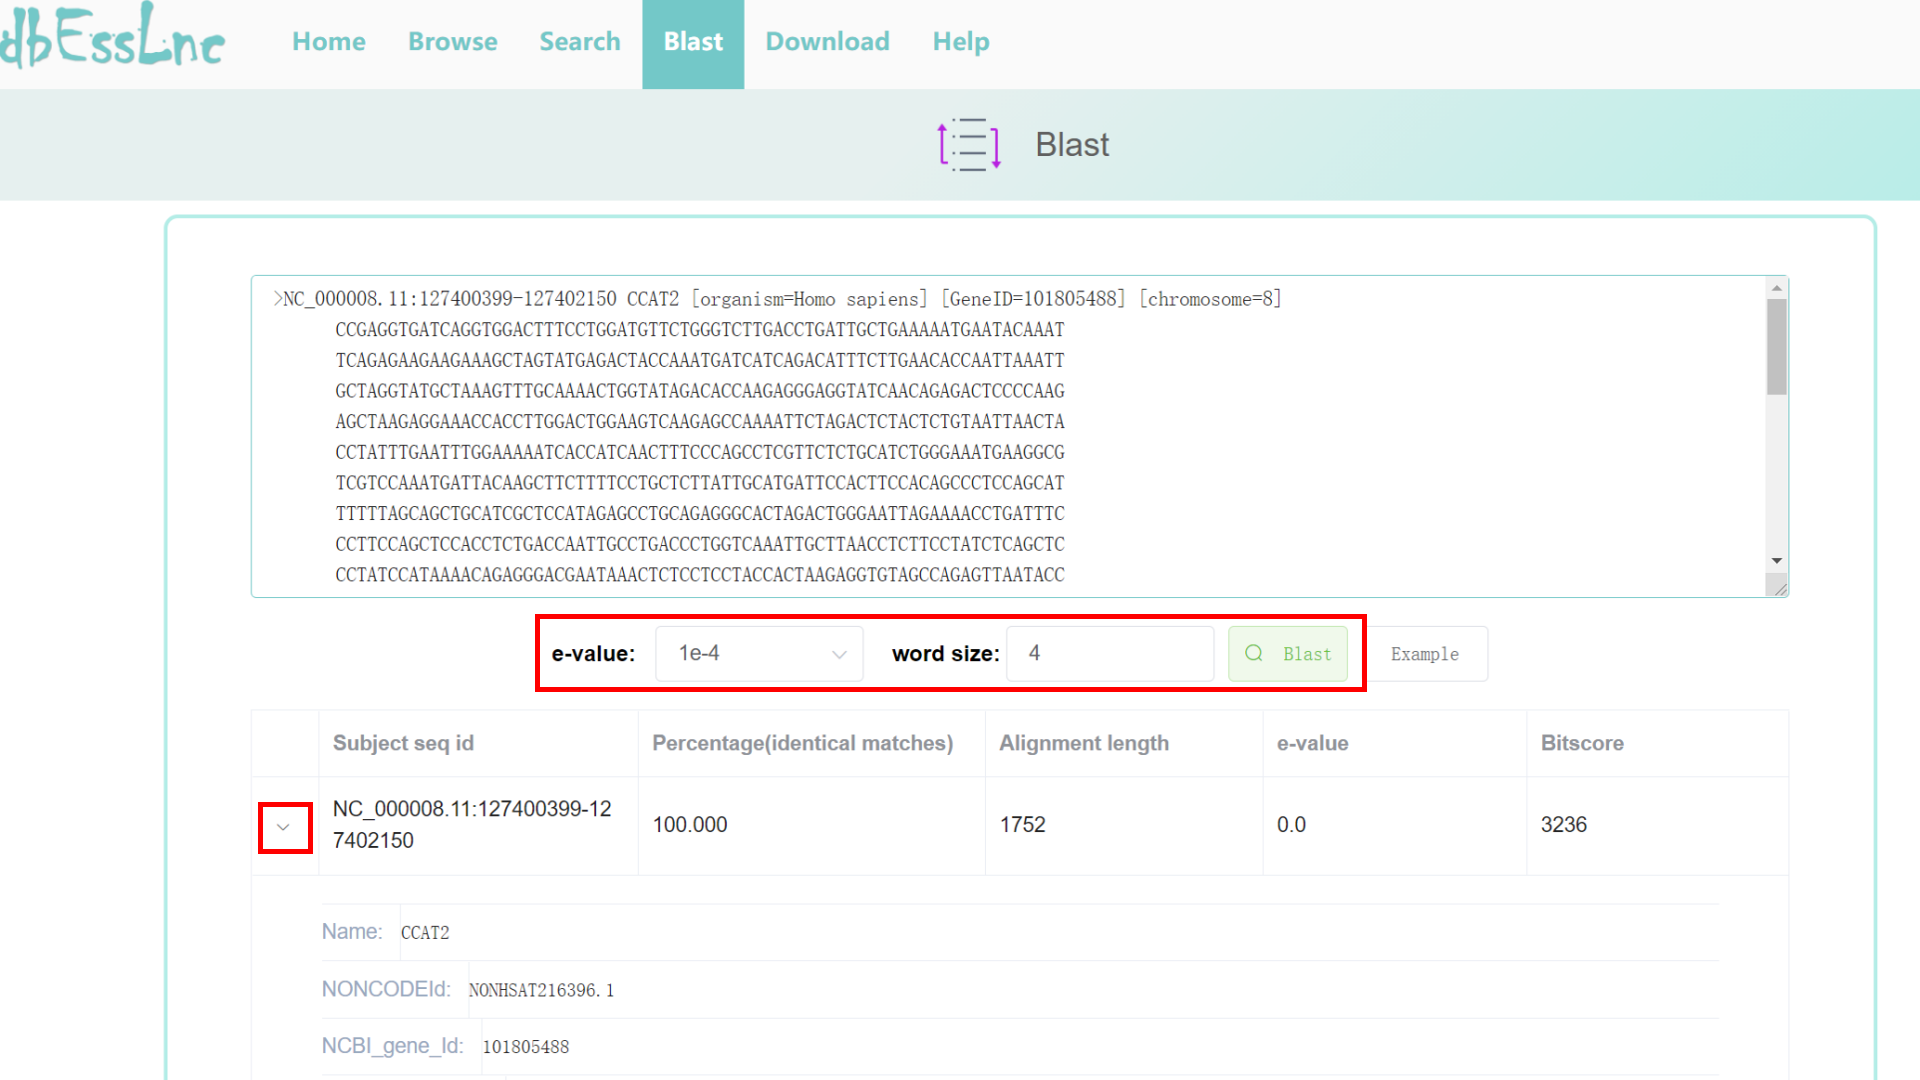 dbEssLnc
Home Browse Search Blast Download Help
Blast
>NC_000008.11:127400399-127402150 CCAT2 [organism=Homo sapiens] [GeneID=101805488] [chromosome=8]
CCGAGGTGATCAGGTGGACTTTCCTGGATGTTCTGGGTCTTGACCTGATTGCTGAAAAATGAATACAAAT
TCAGAGAAGAAGAAAGCTAGTATGAGACTACCAAATGATCATCAGACATTTCTTGAACACCAATTAAATT
GCTAGGTATGCTAAAGTTTGCAAAACTGGTATAGACACCAAGAGGGAGGTATCAACAGAGACTCCCCAAG
AGCTAAGAGGAAACCACCTTGGACTGGAAGTCAAGAGCCAAAATTCTAGACTCTACTCTGTAATTAACTA
CCTATTTGAATTTGGAAAAATCACCATCAACTTTCCCAGCCTCGTTCTCTGCATCTGGGAAATGAAGGCG
TCGTCCAAATGATTACAAGCTTCTTTTCCTGCTCTTATTGCATGATTCCACTTCCACAGCCCTCCAGCAT
TTTTTAGCAGCTGCATCGCTCCATAGAGCCTGCAGAGGGCACTAGACTGGGAATTAGAAAACCTGATTTC
CCTTCCAGCTCCACCTCTGACCAATTGCCTGACCCTGGTCAAATTGCTTAACCTCTTCCTATCTCAGCTC
CCTATCCATAAAACAGAGGGACGAATAAACTCTCCTCCTACCACTAAGAGGTGTAGCCAGAGTTAATACC
e-value: 1e-4 word size: 4 Blast Example
Subject seq id Percentage(identical matches) Alignment length e-value Bitscore
NC_000008.11:127400399-12
7402150 100.000 1752 0.0 3236
Name: CCAT2
NONCODEId: NONHSAT216396.1
NCBI_gene_Id: 101805488